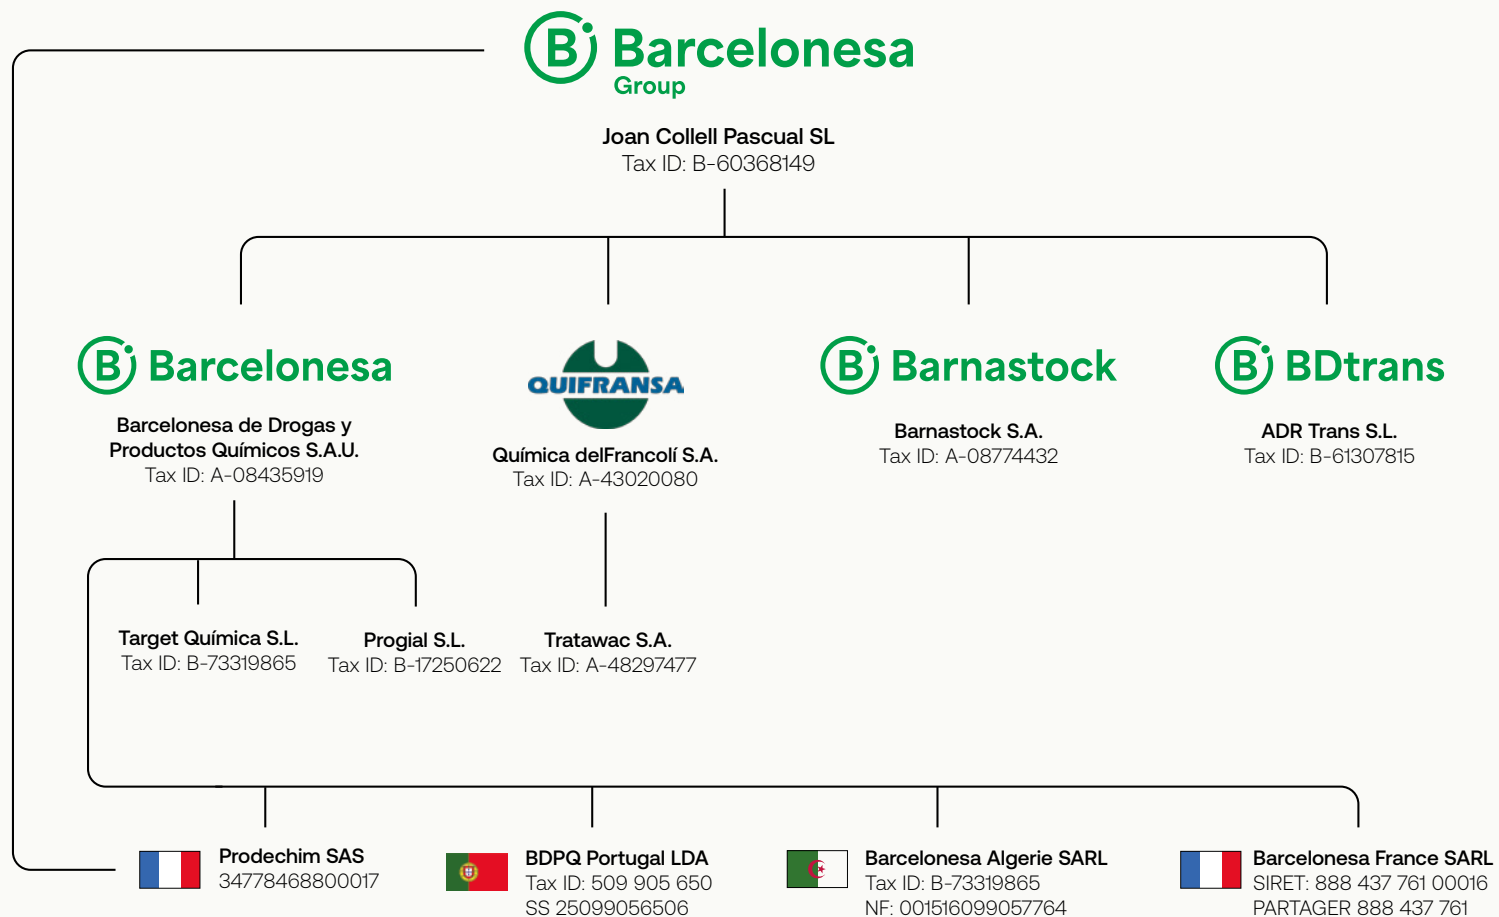 B Barcelonesa
Group
Joan Collell Pascual SL
Tax ID: B-60368149
B Barcelonesa
Barcelonesa de Drogas y
Productos Químicos S.A.U.
Tax ID: A-08435919
QUIFRANSA
Química delFrancolí S.A.
Tax ID: A-43020080
B Barnastock
Barnastock S.A.
Tax ID: A-08774432
B BDtrans
ADR Trans S.L.
Tax ID: B-61307815
Target Química S.L.
Tax ID: B-73319865
Progial S.L.
Tax ID: B-17250622
Tratawac S.A.
Tax ID: A-48297477
Prodechim SAS
34778468800017
BDPQ Portugal LDA
Tax ID: 509 905 650
SS 25099056506
Barcelonesa Algerie SARL
Tax ID: B-73319865
NF: 001516099057764
Barcelonesa France SARL
SIRET: 888 437 761 00016
PARTAGER 888 437 761